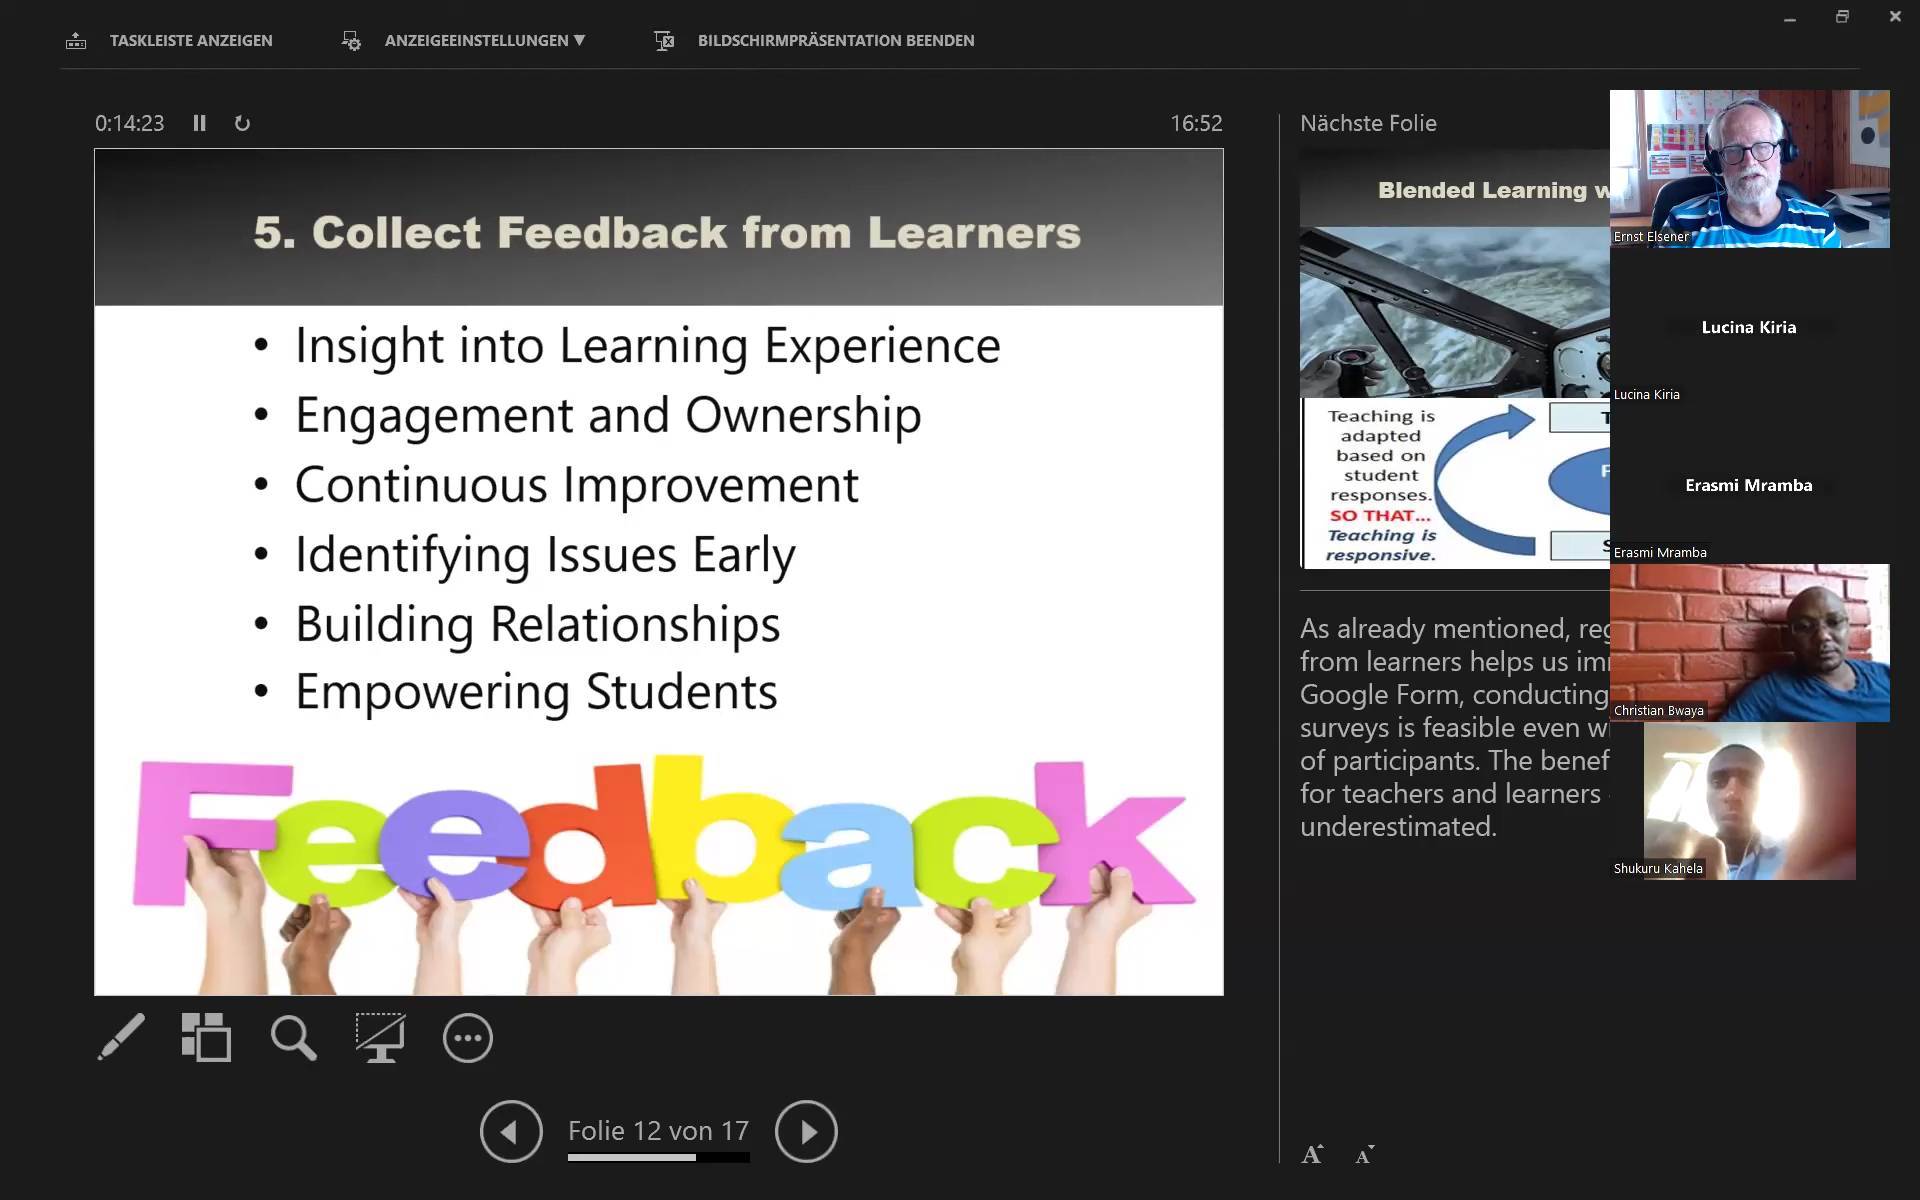 TASKLEISTE ANZEIGEN
ANZEIGEEINSTELLUNGEN ▼
BILDSCHIRMPRÄSENTATION BEENDEN
0:14:23
16:52
5. Collect Feedback from Learners
• Insight into Learning Experience
• Engagement and Ownership
• Continuous Improvement
• Identifying Issues Early
• Building Relationships
• Empowering Students
Feedback
Folie 12 von 17
Nächste Folie
Blended Learning
Teaching is
adapted
based on
student
responses.
SO THAT...
Teaching is
responsive.
As already mentioned,
from learners helps us
Google Form, conducting
surveys is feasible even
of participants. The
for teachers and learners
underestimated.
A A
Ernst Elsener
Lucina Kiria
Lucina Kiria
Erasmi Mramba
Erasmi Mramba
Christian Bwaya
Shukuru Kahela